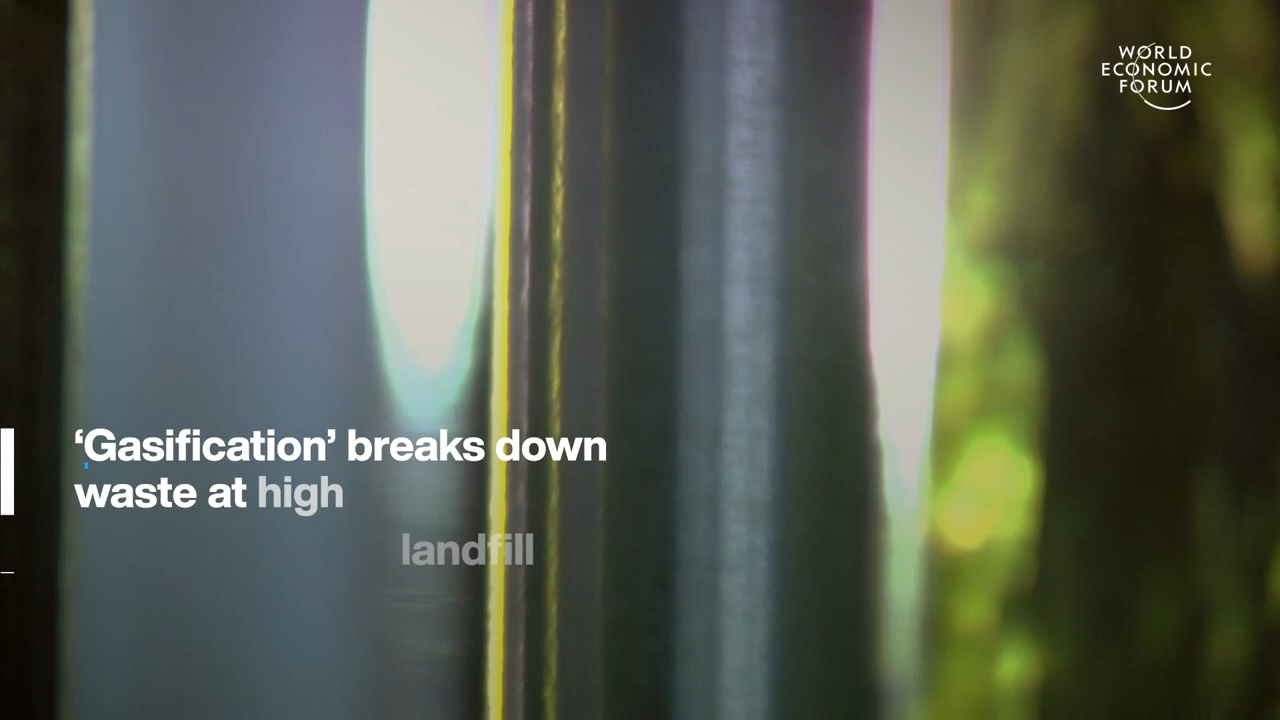 WORLD
ECONOMIC
FORUM
‘Gasification’ breaks down
waste at high
landfill